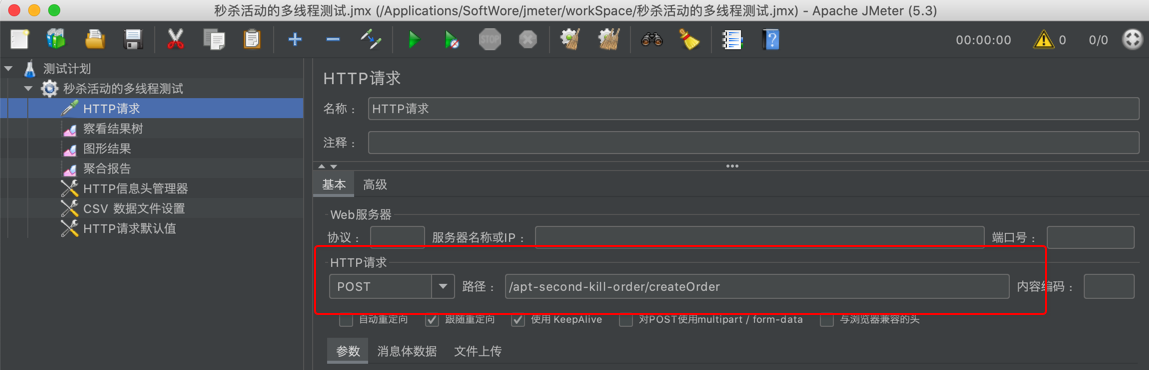 秒杀活动的多线程测试.jmx (/Applications/SoftWore/jmeter/workSpace/秒杀活动的多线程测试.jmx) - Apache JMeter (5.3)
STOP 00:00:00 0 0/0
测试计划
秒杀活动的多线程测试
HTTP请求
察看结果树
图形结果
聚合报告
HTTP信息头管理器
CSV 数据文件设置
HTTP请求默认值
HTTP请求
名称： HTTP请求
注释：
基本 高级
Web服务器
协议： 服务器名称或IP： 端口号：
HTTP请求
POST 路径： /apt-second-kill-order/createOrder 内容编码：
自动重定向 跟随重定向 使用 KeepAlive 对POST使用multipart / form-data 与浏览器兼容的头
参数 消息体数据 文件上传